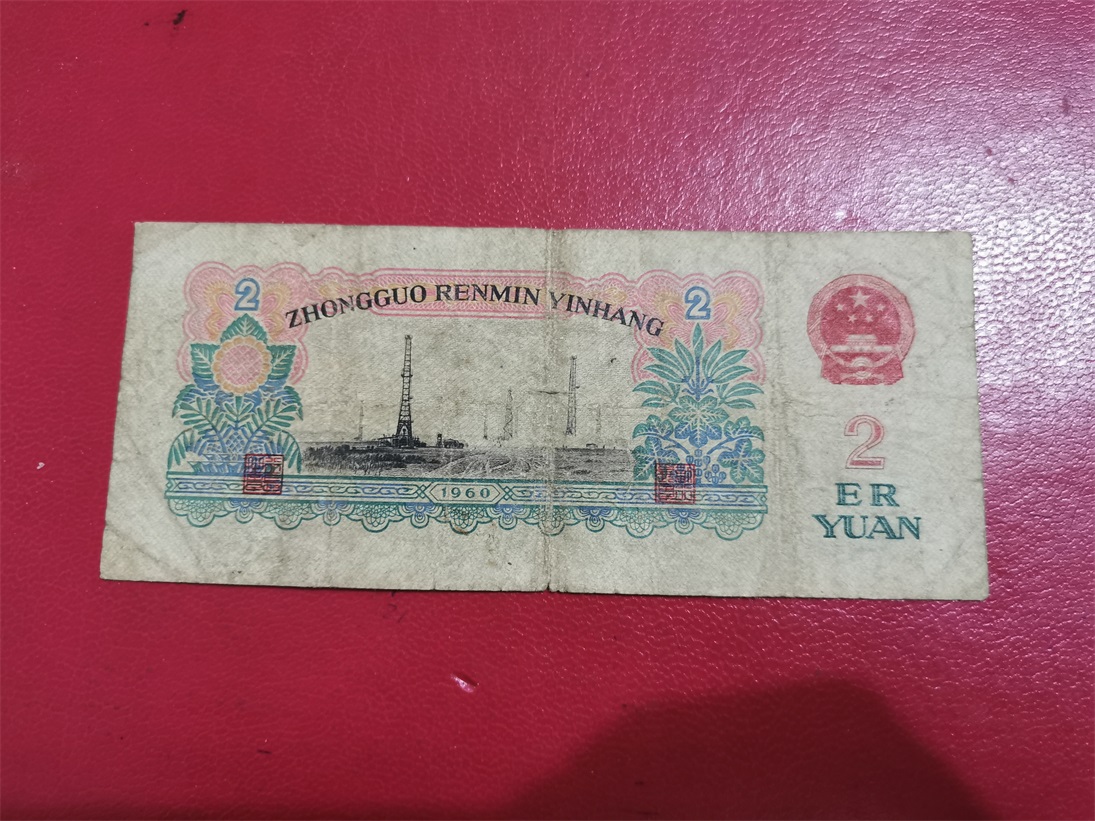 2
2
ZHONGGUO RENMIN YINHANG
1960
2
ER
YUAN